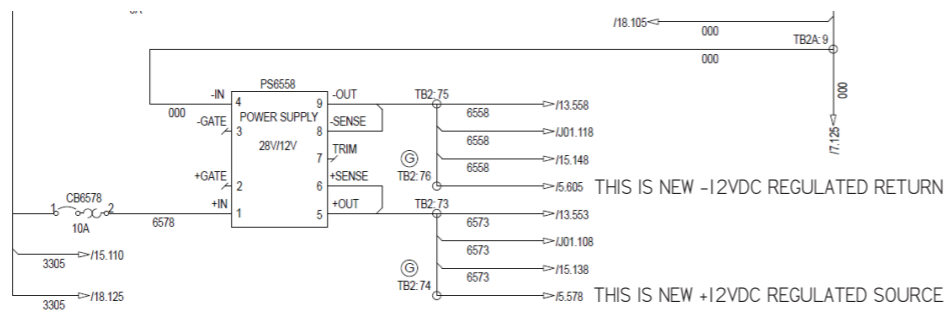 /18.105
000
TB2A:9
000
000
/7.125
PS6558
-IN
4
9
-OUT
TB2:75
/13.558
000
POWER SUPPLY
6558
-GATE
3
8
-SENSE
/J01.118
28V/12V
6558
7
TRIM
G
/15.148
6558
+GATE
2
6
+SENSE
TB2:76
/5.605
THIS IS NEW -12VDC REGULATED RETURN
CB6578
1
2
+IN
1
5
+OUT
TB2:73
/13.553
10A
6578
6573
/J01.108
6573
/15.110
3305
G
/15.138
6573
TB2:74
/18.125
3305
/5.578
THIS IS NEW +12VDC REGULATED SOURCE